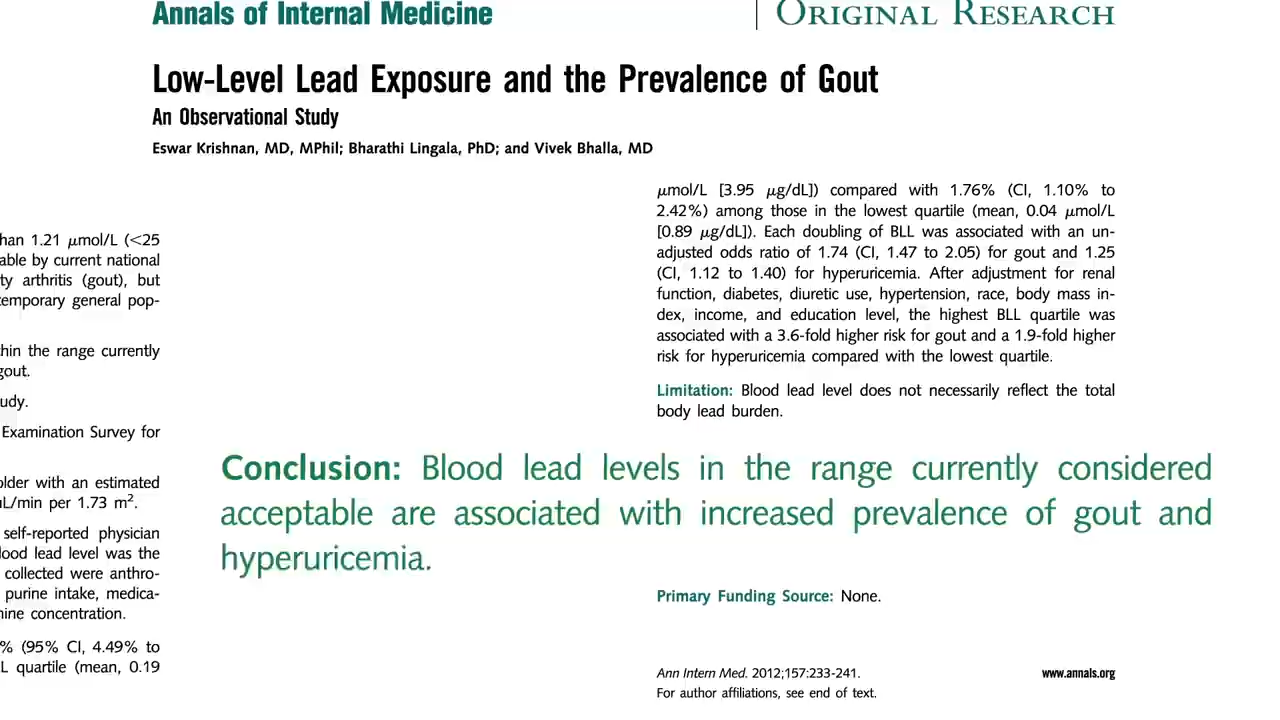 Annals of Internal Medicine
ORIGINAL RESEARCH
Low-Level Lead Exposure and the Prevalence of Gout
An Observational Study
Eswar Krishnan, MD, MPhil; Bharathi Lingala, PhD; and Vivek Bhalla, MD
han 1.21 μmol/L (<25
able by current national
ty arthritis (gout), but
temporary general pop-
hin the range currently
gout.
udy.
Examination Survey for
older with an estimated
uL/min per 1.73 m².
self-reported physician
lood lead level was the
collected were anthro-
purine intake, medica-
nine concentration.
% (95% CI, 4.49% to
L quartile (mean, 0.19
μmol/L [3.95 μg/dL]) compared with 1.76% (CI, 1.10% to
2.42%) among those in the lowest quartile (mean, 0.04 μmol/L
[0.89 μg/dL]). Each doubling of BLL was associated with an un-
adjusted odds ratio of 1.74 (CI, 1.47 to 2.05) for gout and 1.25
(CI, 1.12 to 1.40) for hyperuricemia. After adjustment for renal
function, diabetes, diuretic use, hypertension, race, body mass in-
dex, income, and education level, the highest BLL quartile was
associated with a 3.6-fold higher risk for gout and a 1.9-fold higher
risk for hyperuricemia compared with the lowest quartile.
Limitation: Blood lead level does not necessarily reflect the total
body lead burden.
Conclusion: Blood lead levels in the range currently considered
acceptable are associated with increased prevalence of gout and
hyperuricemia.
Primary Funding Source: None.
Ann Intern Med. 2012;157:233-241.
www.annals.org
For author affiliations, see end of text.